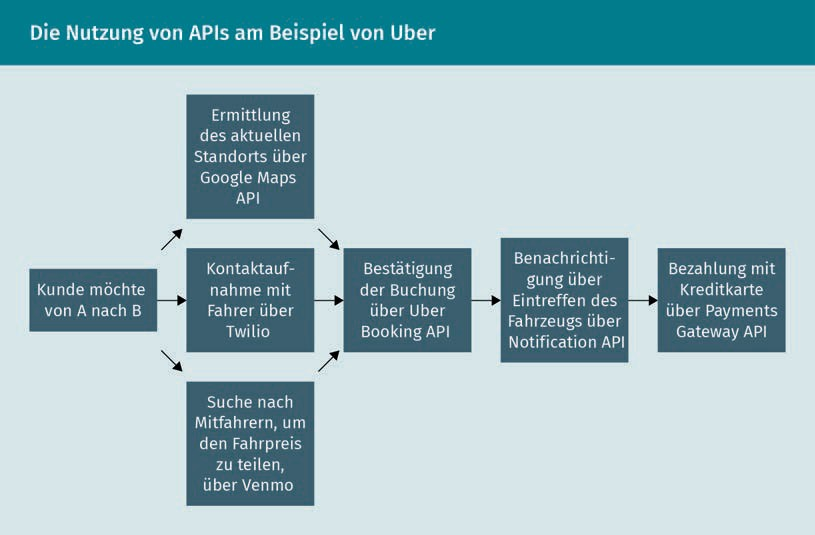 Die Nutzung von APIs am Beispiel von Uber
Kunde möchte
von A nach B
Ermittlung
des aktuellen
Standorts über
Google Maps
API
Kontaktauf-
nahme mit
Fahrer über
Twilio
Suche nach
Mitfahrern, um
den Fahrpreis
zu teilen,
über Venmo
Bestätigung
der Buchung
über Uber
Booking API
Benachrichti-
gung über
Eintreffen des
Fahrzeugs über
Notification API
Bezahlung mit
Kreditkarte
über Payments
Gateway API